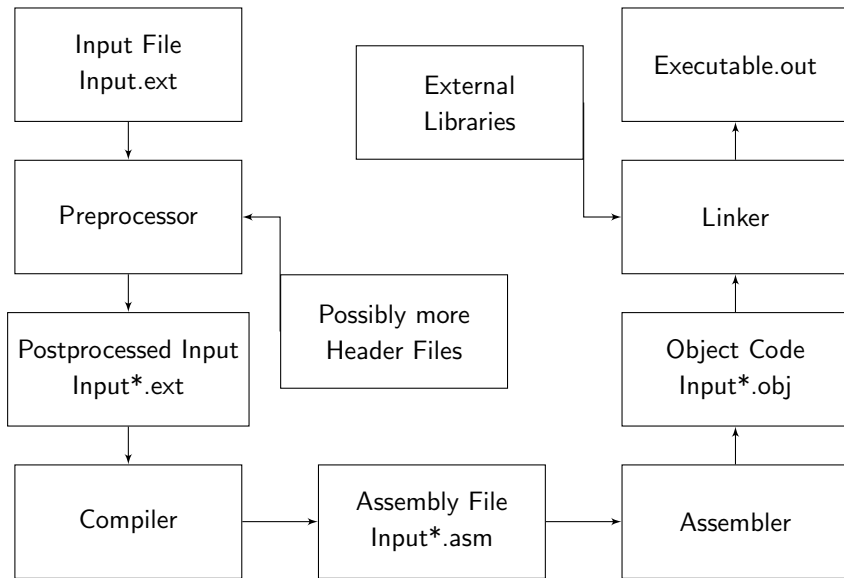 Input File
Input.ext
Preprocessor
Possibly more
Header Files
Postprocessed Input
Input*.ext
Compiler
Assembly File
Input*.asm
Assembler
Object Code
Input*.obj
Linker
External
Libraries
Executable.out